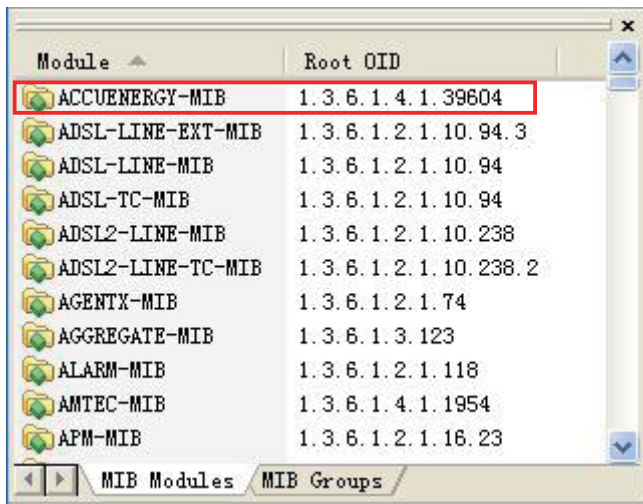 Module Root OID
ACCUENERGY-MIB 1.3.6.1.4.1.39604
ADSL-LINE-EXT-MIB 1.3.6.1.2.1.10.94.3
ADSL-LINE-MIB 1.3.6.1.2.1.10.94
ADSL-TC-MIB 1.3.6.1.2.1.10.94
ADSL2-LINE-MIB 1.3.6.1.2.1.10.238
ADSL2-LINE-TC-MIB 1.3.6.1.2.1.10.238.2
AGENTX-MIB 1.3.6.1.2.1.74
AGGREGATE-MIB 1.3.6.1.3.123
ALARM-MIB 1.3.6.1.2.1.118
AMTEC-MIB 1.3.6.1.4.1.1954
APM-MIB 1.3.6.1.2.1.16.23
MIB Modules MIB Groups